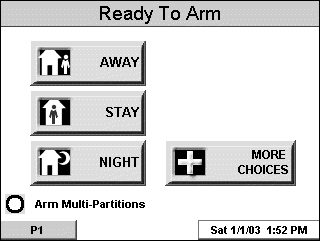 Ready To Arm
AWAY
STAY
NIGHT
MORE
CHOICES
Arm Multi-Partitions
P1
Sat 1/1/03 1:52 PM